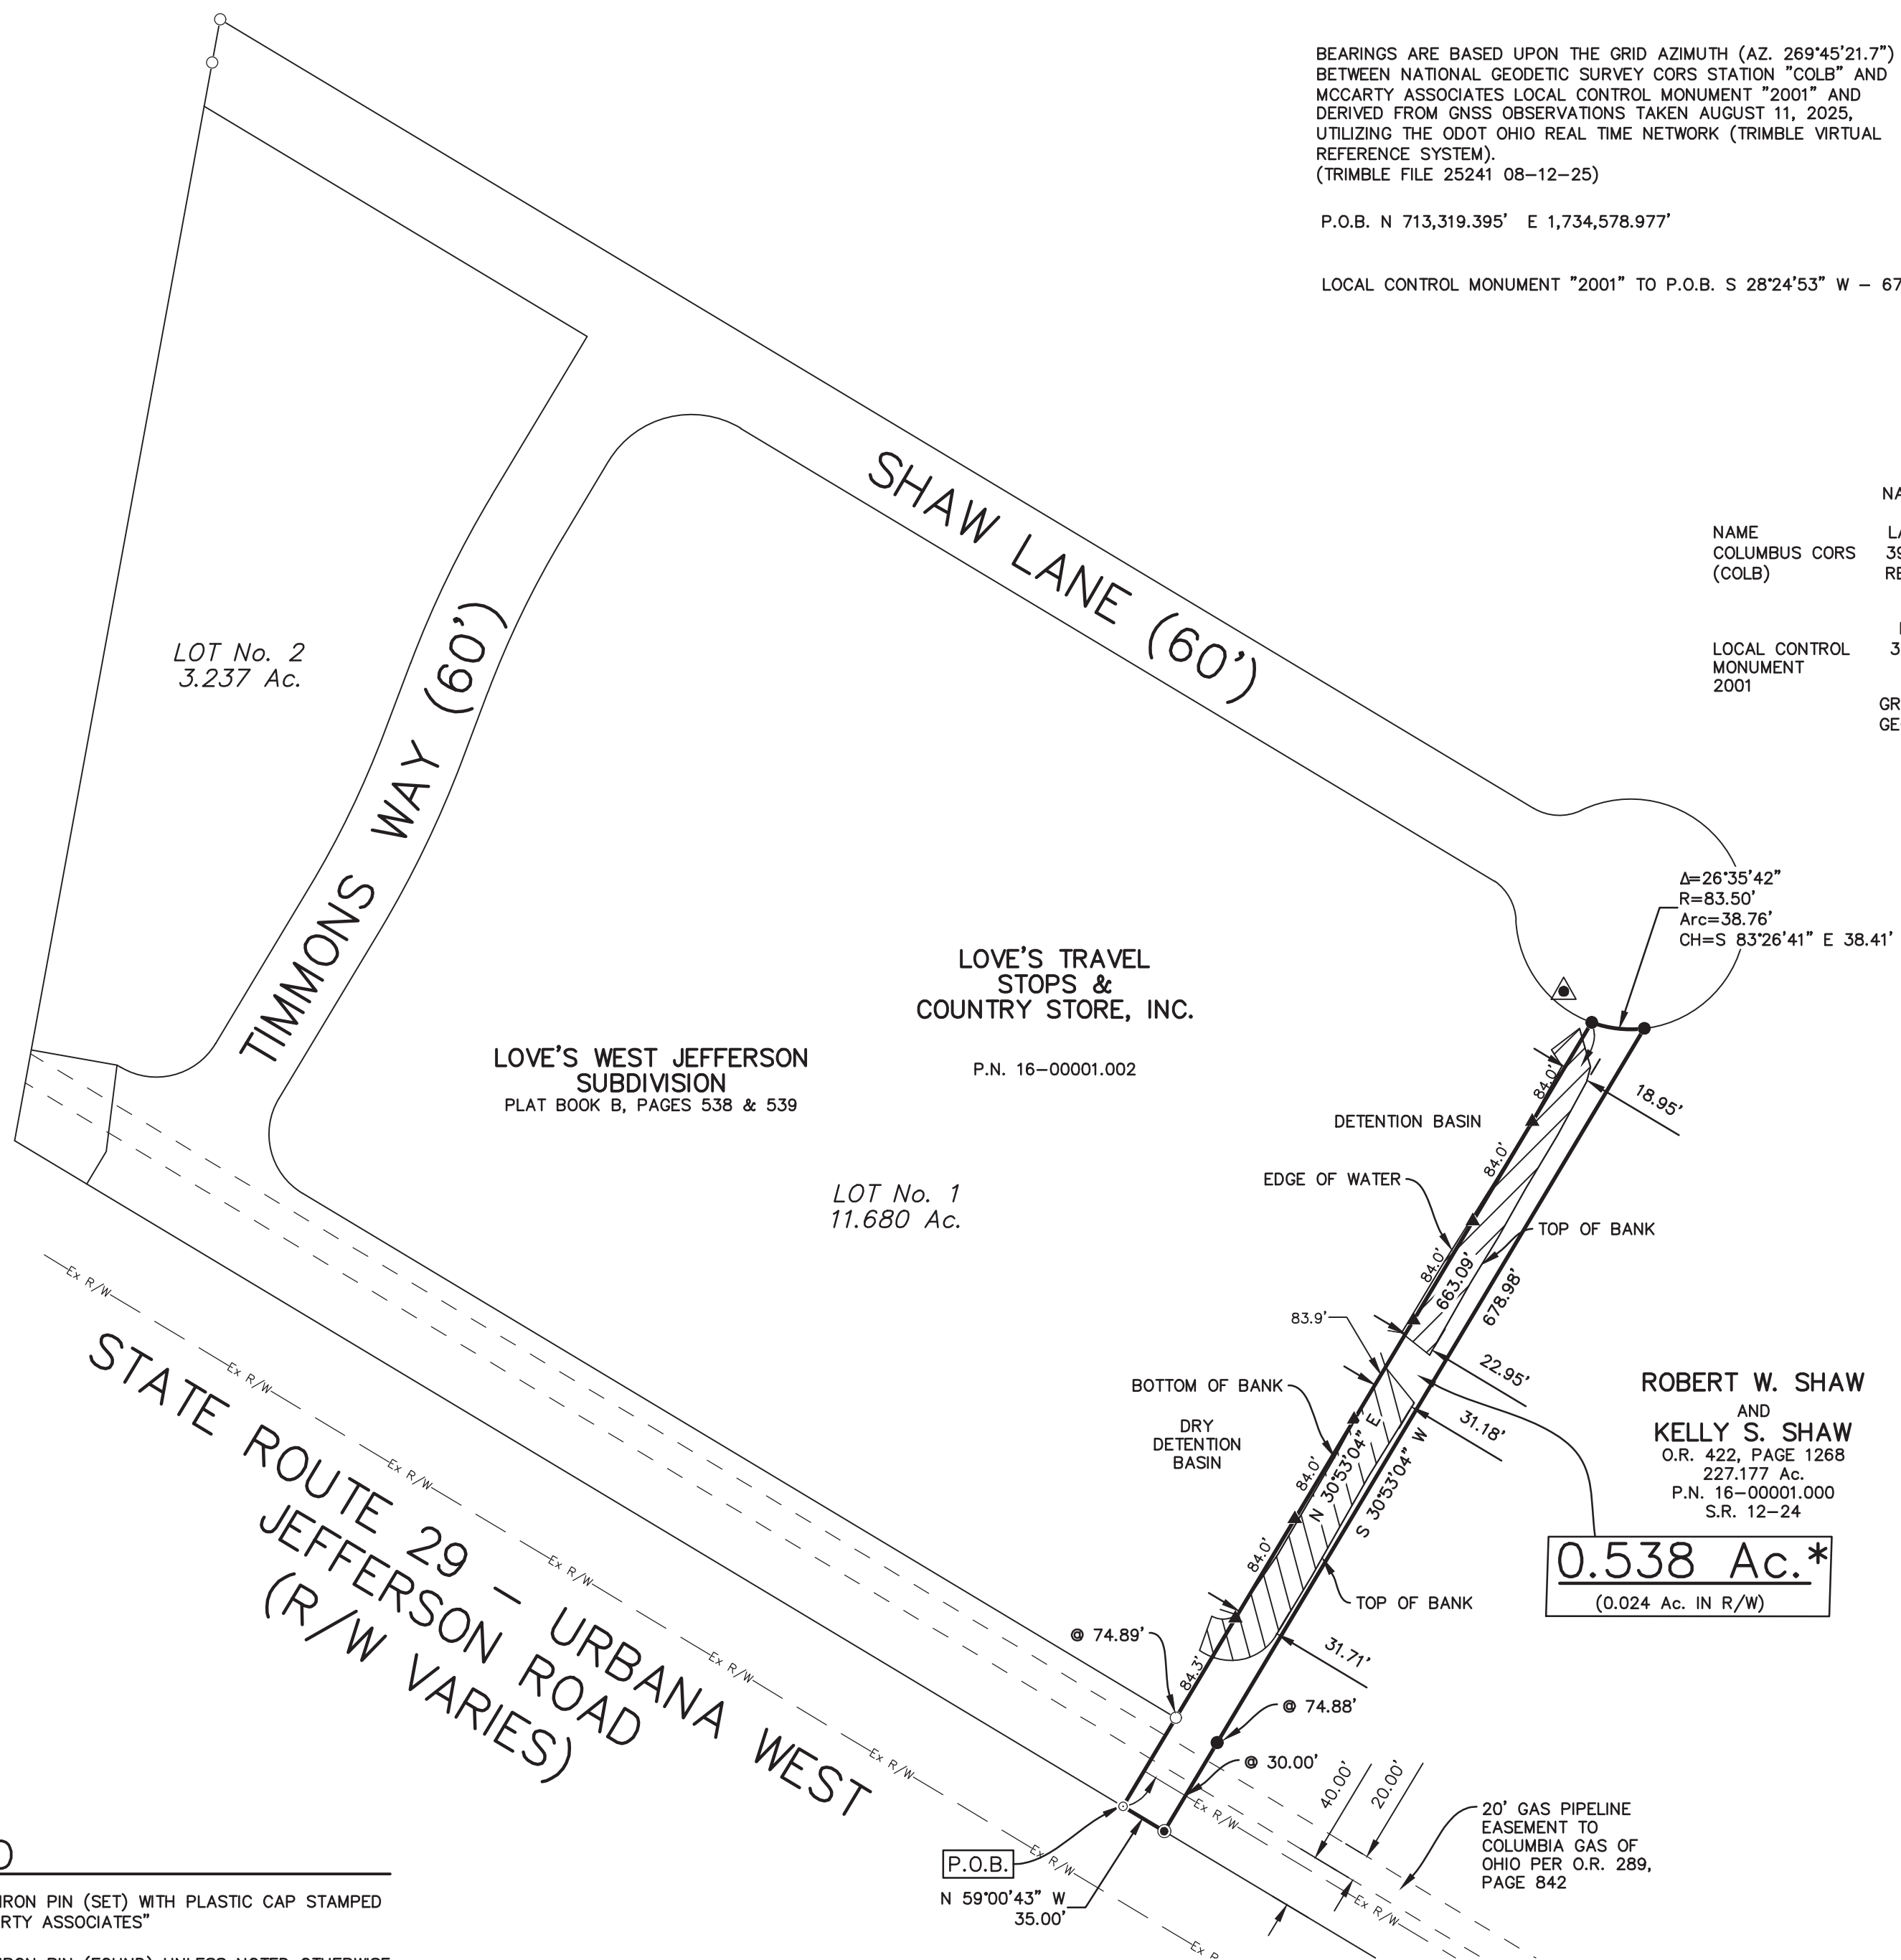 BEARINGS ARE BASED UPON THE GRID AZIMUTH (AZ. 269°45'21.7")
BETWEEN NATIONAL GEODETIC SURVEY CORS STATION "COLB" AND
MCCARTY ASSOCIATES LOCAL CONTROL MONUMENT "2001" AND
DERIVED FROM GNSS OBSERVATIONS TAKEN AUGUST 11, 2025,
UTILIZING THE ODOT OHIO REAL TIME NETWORK (TRIMBLE VIRTUAL
REFERENCE SYSTEM).
(TRIMBLE FILE 25241 08-12-25)
P.O.B. N 713,319.395' E 1,734,578.977'
LOCAL CONTROL MONUMENT "2001" TO P.O.B. S 28°24'53" W - 67
NAME
COLUMBUS CORS
(COLB)
LOCAL CONTROL
MONUMENT
2001
SHAW LANE (60')
TIMMONS WAY (60')
LOT No. 2
3.237 Ac.
Δ=26°35'42"
R=83.50'
Arc=38.76'
CH=S 83°26'41" E 38.41'
LOVE'S TRAVEL
STOPS &
COUNTRY STORE, INC.
P.N. 16-00001.002
LOVE'S WEST JEFFERSON
SUBDIVISION
PLAT BOOK B, PAGES 538 & 539
LOT No. 1
11.680 Ac.
84.0'
18.95'
DETENTION BASIN
84.0'
EDGE OF WATER
TOP OF BANK
84.0'
663.09'
678.98'
83.9'
22.95'
BOTTOM OF BANK
31.18'
DRY
DETENTION
BASIN
N 30°53'04" E
S 30°53'04" W
84.0'
84.0'
ROBERT W. SHAW
AND
KELLY S. SHAW
O.R. 422, PAGE 1268
227.177 Ac.
P.N. 16-00001.000
S.R. 12-24
0.538 Ac.*
(0.024 Ac. IN R/W)
TOP OF BANK
31.71'
@ 74.89'
84.3'
@ 74.88'
@ 30.00'
40.00'
20.00'
20' GAS PIPELINE
EASEMENT TO
COLUMBIA GAS OF
OHIO PER O.R. 289,
PAGE 842
Ex R/W
Ex R/W
Ex R/W
Ex R/W
Ex R/W
Ex R/W
Ex R/W
Ex R/W
Ex R/W
STATE ROUTE 29 - URBANA WEST
JEFFERSON ROAD
(R/W VARIES)
P.O.B.
N 59°00'43" W
35.00'
IRON PIN (SET) WITH PLASTIC CAP STAMPED
RTY ASSOCIATES"